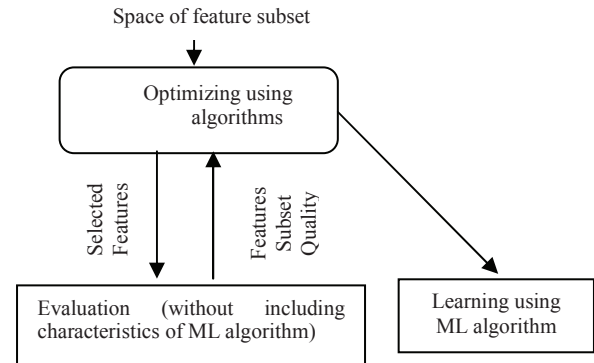 Space of feature subset
Optimizing using
algorithms
Selected
Features
Features
Subset
Quality
Evaluation (without including
characteristics of ML algorithm)
Learning using
ML algorithm